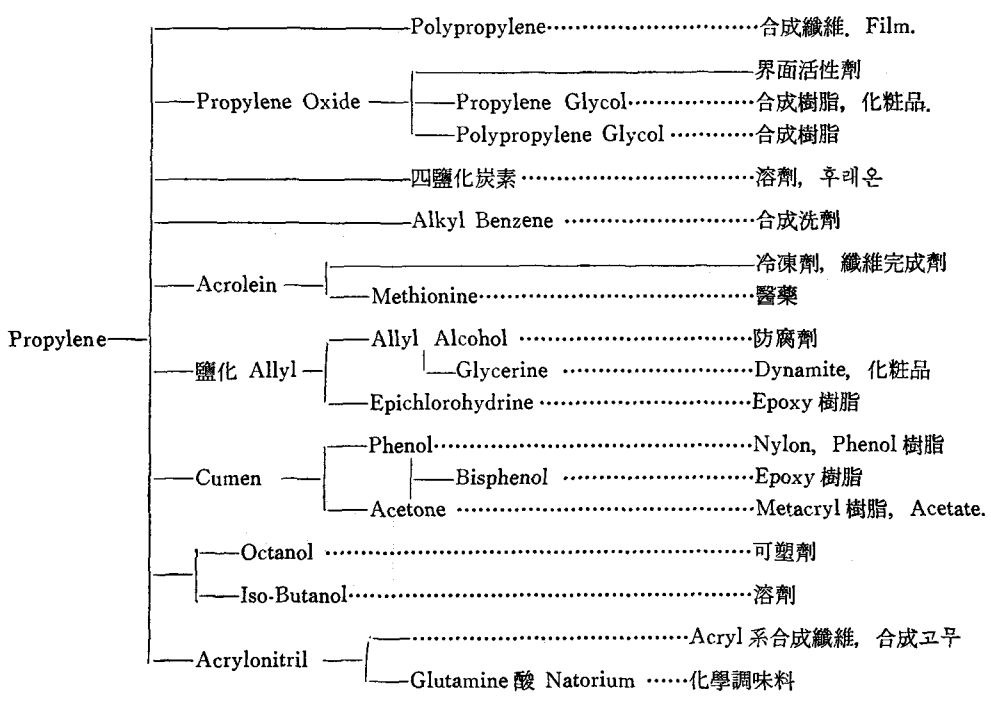 Polypropylene 合成纖維, Film.
界面活性劑
Propylene Oxide Propylene Glycol 合成樹脂, 化粧品.
Polypropylene Glycol 合成樹脂
四鹽化炭素 溶劑, 후레온
Alkyl Benzene 合成洗劑
冷凍劑, 纖維完成劑
Acrolein
Methionine 醫藥
Propylene
Allyl Alcohol 防腐劑
鹽化 Allyl Glycerine Dynamite, 化粧品
Epichlorohydrine Epoxy 樹脂
Phenol Nylon, Phenol 樹脂
Cumen Bisphenol Epoxy 樹脂
Acetone Metacryl 樹脂, Acetate.
Octanol 可塑劑
Iso-Butanol 溶劑
Acryl 系合成纖維, 合成고무
Acrylonitril
Glutamine 酸 Natorium 化學調味料